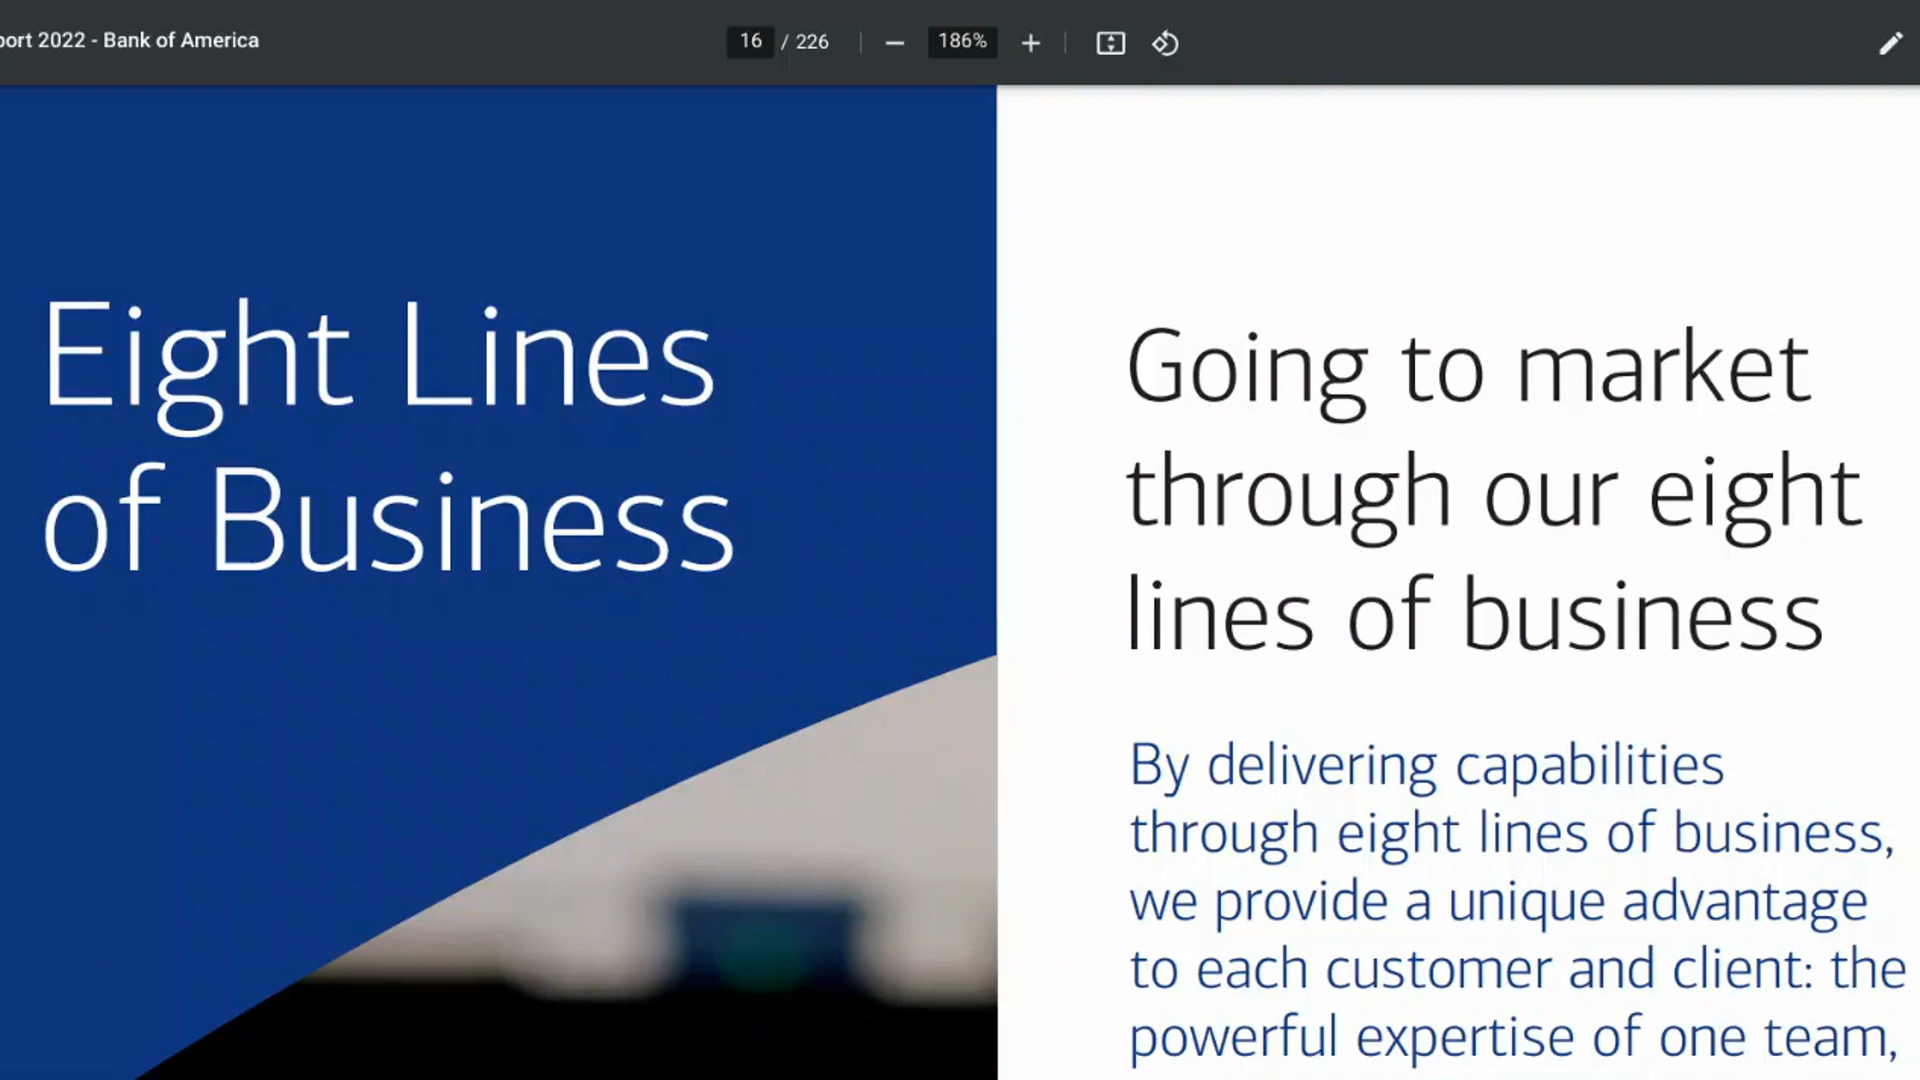 port 2022 - Bank of America
16 / 226
186%
Eight Lines
of Business
Going to market
through our eight
lines of business
By delivering capabilities
through eight lines of business,
we provide a unique advantage
to each customer and client: the
powerful expertise of one team,